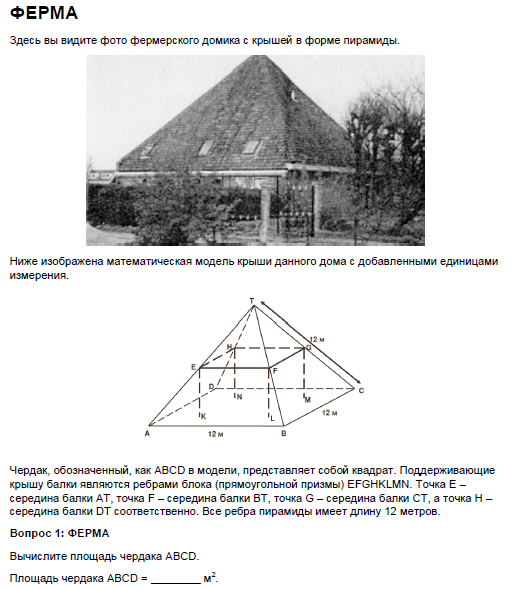 ФЕРМА
Здесь вы видите фото фермерского домика с крышей в форме пирамиды.
Ниже изображена математическая модель крыши данного дома с добавленными единицами
измерения.
T
12 м
H
G
E
F
D
N
M
C
K
L
12 м
A
12 м
B
Чердак, обозначенный, как ABCD в модели, представляет собой квадрат. Поддерживающие
крышу балки являются ребрами блока (прямоугольной призмы) EFGHKLMN. Точка E –
середина балки AT, точка F – середина балки BT, точка G – середина балки CT, а точка H –
середина балки DT соответственно. Все ребра пирамиды имеет длину 12 метров.
Вопрос 1: ФЕРМА
Вычислите площадь чердака ABCD.
Площадь чердака ABCD = ________ м².